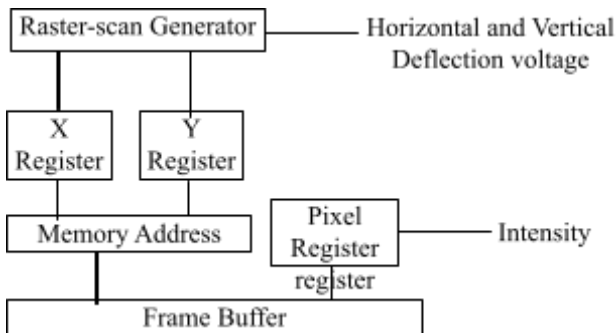 Raster-scan Generator
Horizontal and Vertical
Deflection voltage
X
Register
Y
Register
Memory Address
Pixel
Register
register
Intensity
Frame Buffer